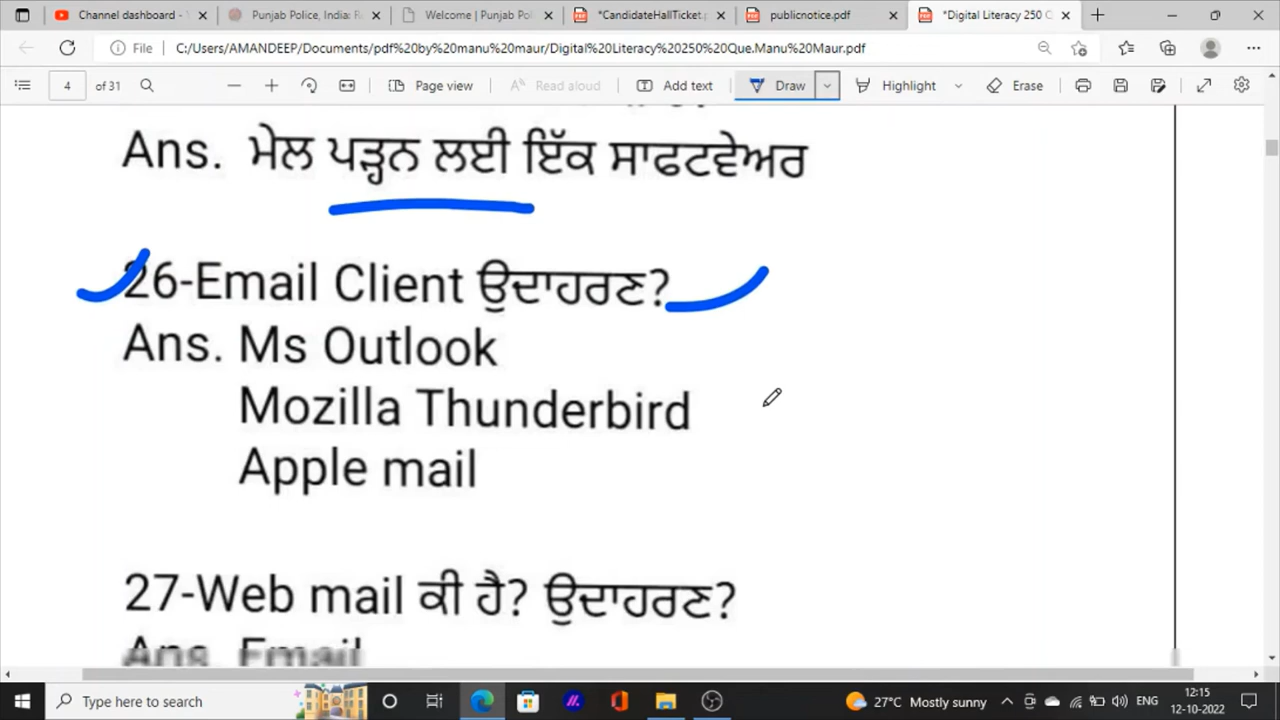 Channel dashboard -
Punjab Police, India: R
Welcome | Punjab Po
*CandidateHallTicket.
publicnotice.pdf
*Digital Literacy 250 Q
File
C:/Users/AMANDEEP/Documents/pdf%20by%20manu%20maur/Digital%20Literacy%20250%20Que.Manu%20Maur.pdf
4 of 31
Page view
Read aloud
Add text
Draw
Highlight
Erase
Ans. ਮੇਲ ਪੜ੍ਹਨ ਲਈ ਇੱਕ ਸਾਫਟਵੇਅਰ
26-Email Client ਉਦਾਹਰਣ?
Ans. Ms Outlook
Mozilla Thunderbird
Apple mail
27-Web mail ਕੀ ਹੈ? ਉਦਾਹਰਣ?
Ans. Email
Type here to search
27°C Mostly sunny
ENG
12:15
12-10-2022